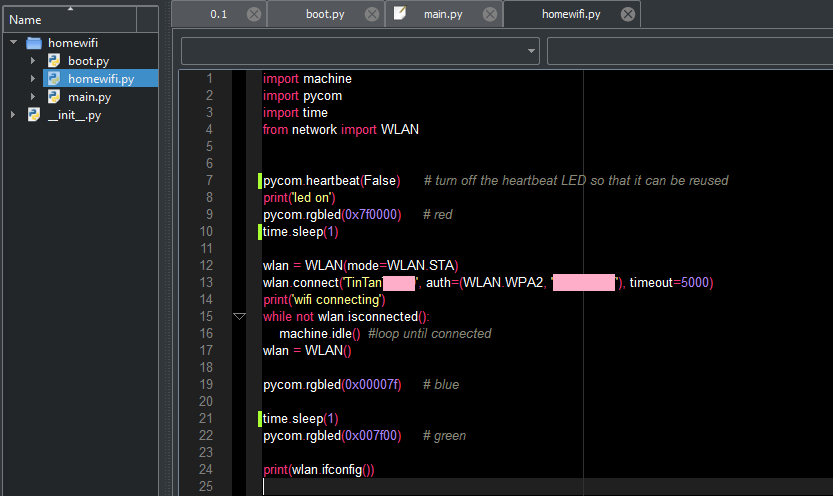 Name
homewifi
boot.py
homewifi.py
main.py
__init__.py
0.1
boot.py
main.py
homewifi.py
1 import machine
2 import pycom
3 import time
4 from network import WLAN
5
6
7 pycom.heartbeat(False) # turn off the heartbeat LED so that it can be reused
8 print('led on')
9 pycom.rgbled(0x7f0000) # red
10 time.sleep(1)
11
12 wlan = WLAN(mode=WLAN.STA)
13 wlan.connect('TinTan ', auth=(WLAN.WPA2, ' '), timeout=5000)
14 print('wifi connecting')
15 while not wlan.isconnected():
16 machine.idle() #loop until connected
17 wlan = WLAN()
18
19 pycom.rgbled(0x00007f) # blue
20
21 time.sleep(1)
22 pycom.rgbled(0x007f00) # green
23
24 print(wlan.ifconfig())
25